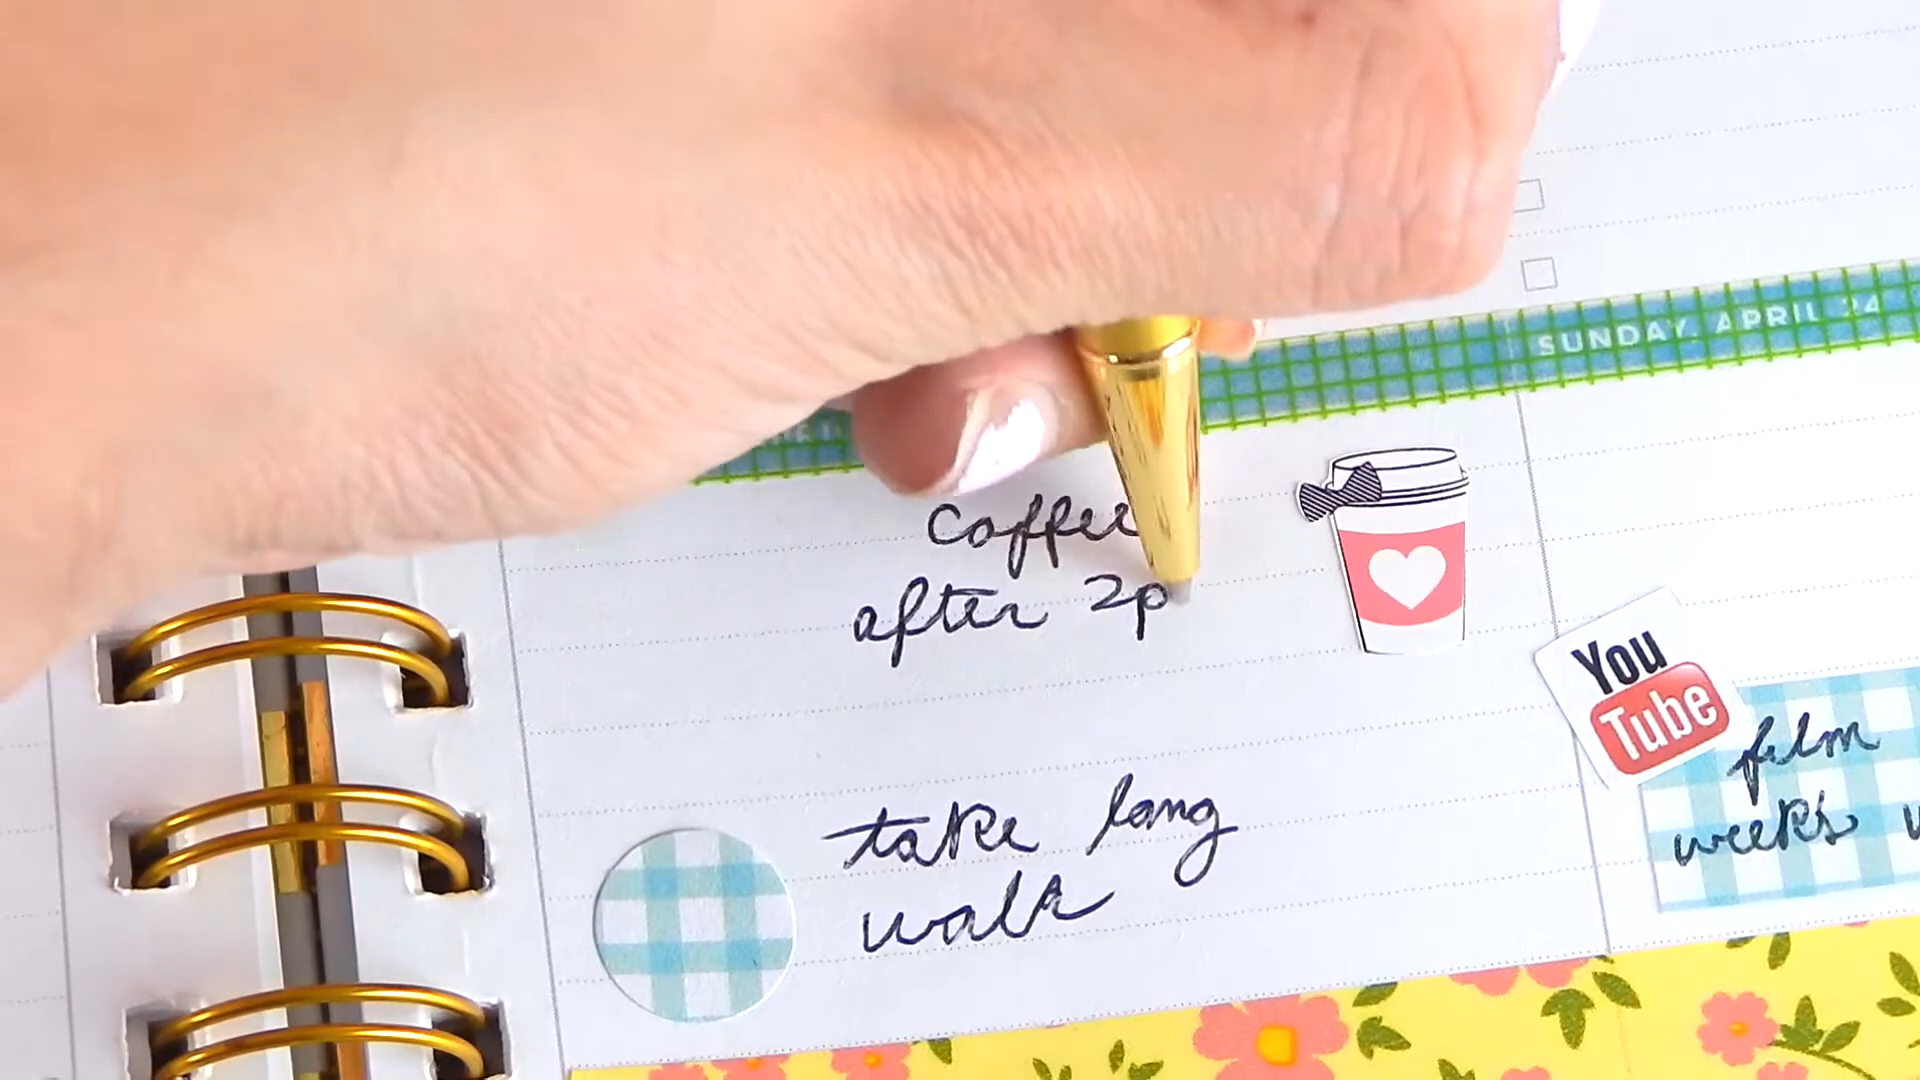 SUNDAY, APRIL 24
coffee
after 2p
You
Tube
film
weeks
take long
walk